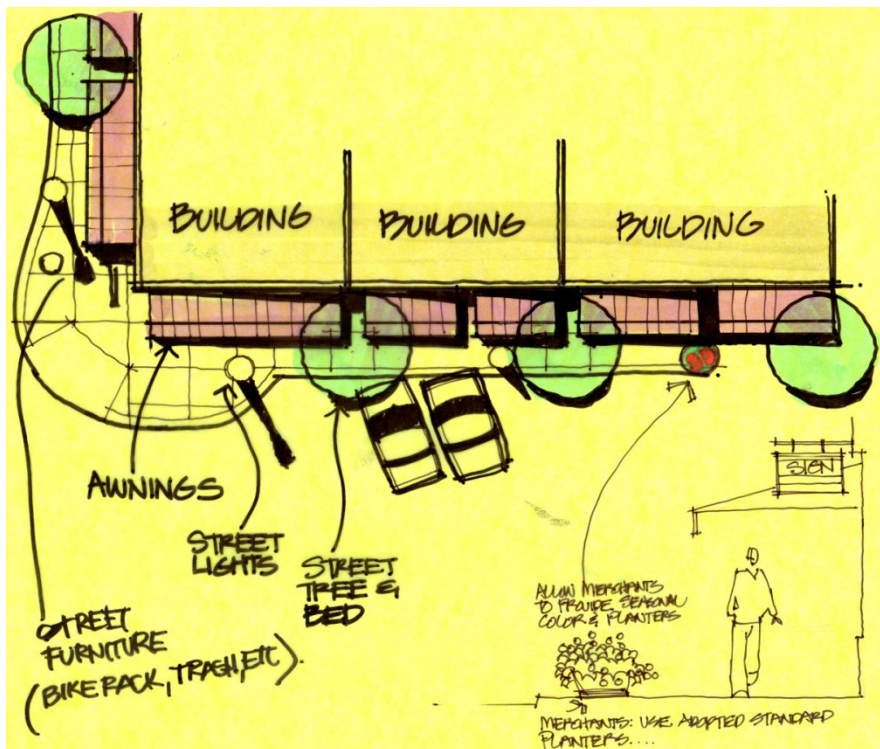 BUILDING
BUILDING
BUILDING
AWNINGS
STREET
LIGHTS
STREET
TREE &
BED
STREET
FURNITURE
(BIKE RACK, TRASH, ETC).
SIGN
ALLOW MERCHANTS
TO PROVIDE SEASONAL
COLOR & PLANTERS
MERCHANTS: USE ADOPTED STANDARD
PLANTERS....